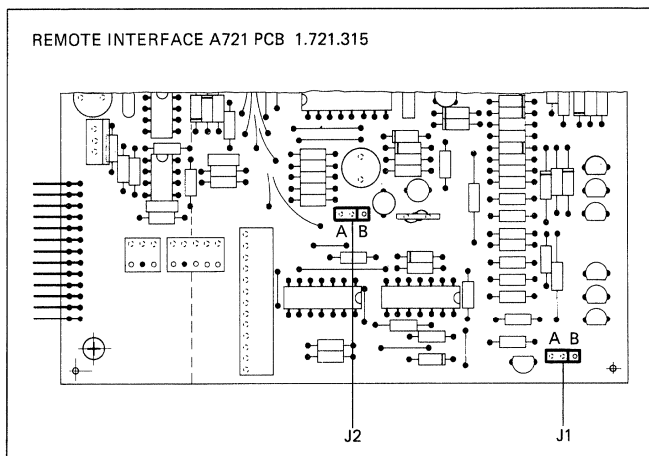 REMOTE INTERFACE A721 PCB 1.721.315
A B
A B
J2
J1